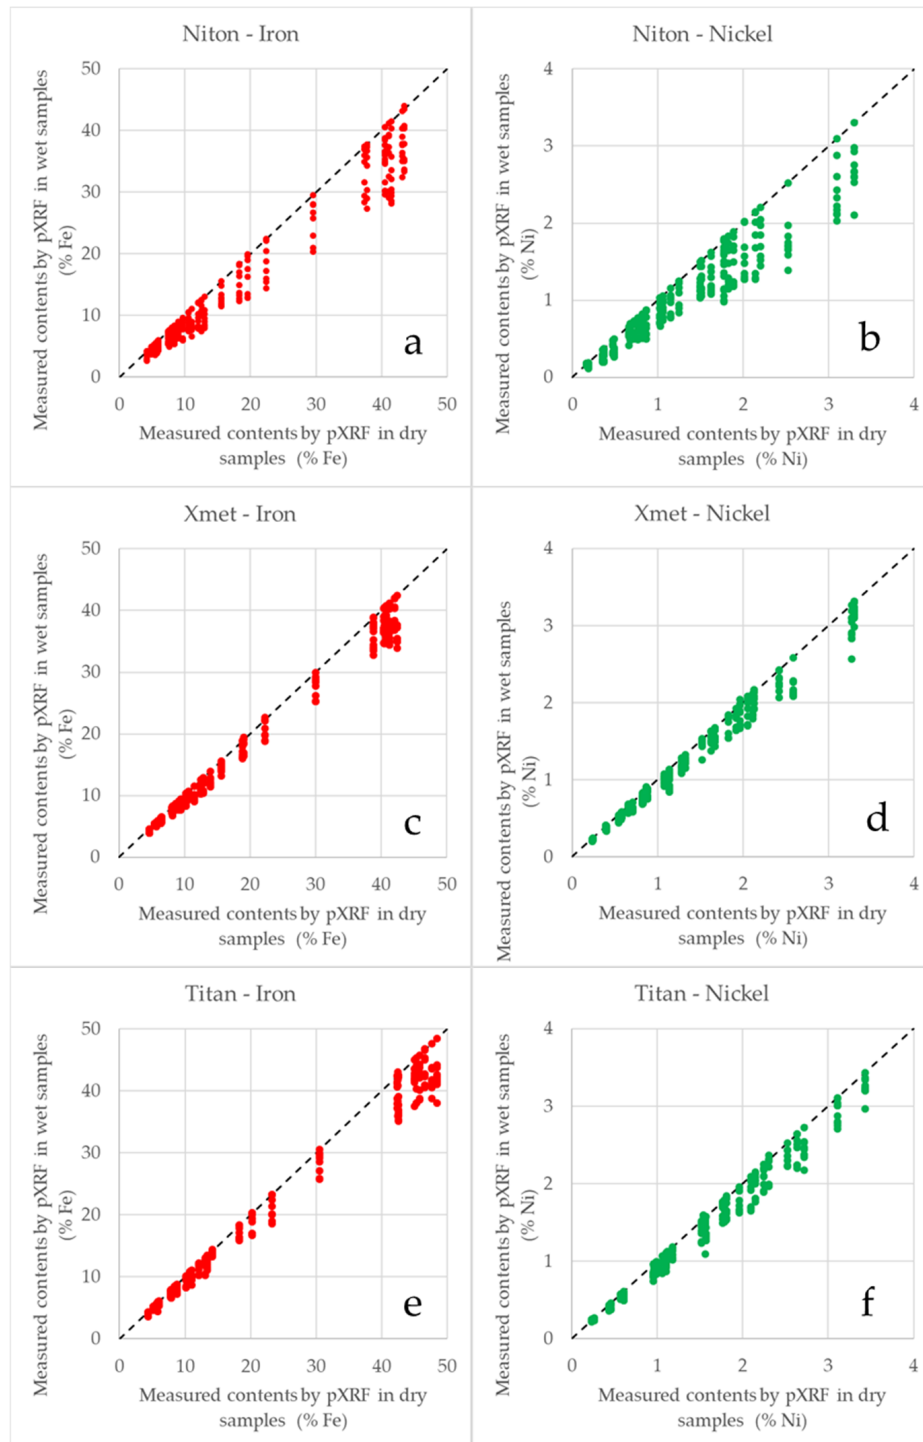 Niton - Iron
Measured contents by pXRF in wet samples
(% Fe)
50
40
30
20
10
0
a
0 10 20 30 40 50
Measured contents by pXRF in dry
samples (% Fe)
Niton - Nickel
Measured contents by pXRF in wet samples
(% Ni)
4
3
2
1
0
b
0 1 2 3 4
Measured contents by pXRF in dry samples
(% Ni)
Xmet - Iron
Measured contents by pXRF in wet samples
(% Fe)
50
40
30
20
10
0
c
0 10 20 30 40 50
Measured contents by pXRF in dry
samples (% Fe)
Xmet - Nickel
Measured contents by pXRF in wet samples
(% Ni)
4
3
2
1
0
d
0 1 2 3 4
Measured contents by pXRF in dry
samples (% Ni)
Titan - Iron
Measured contents by pXRF in wet samples
(% Fe)
50
40
30
20
10
0
e
0 10 20 30 40 50
Measured contents by pXRF in dry
samples (% Fe)
Titan - Nickel
Measured contents by pXRF in wet samples
(% Ni)
4
3
2
1
0
f
0 1 2 3 4
Measured contents by pXRF in dry
samples (% Ni)